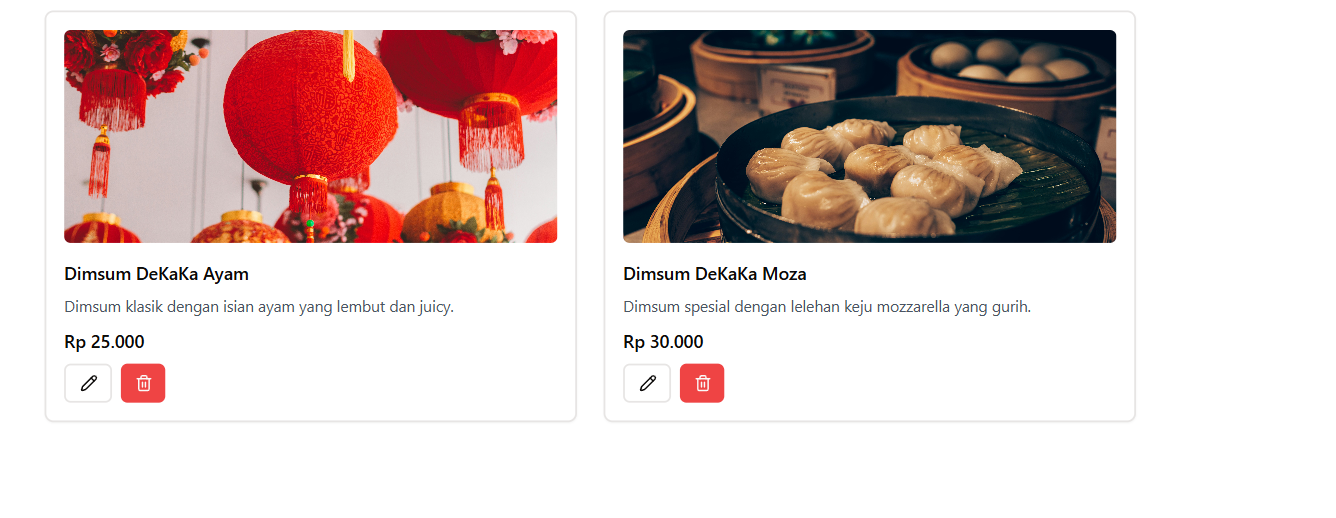 Dimsum DeKaKa Ayam
Dimsum klasik dengan isian ayam yang lembut dan juicy.
Rp 25.000
Dimsum DeKaKa Moza
Dimsum spesial dengan lelehan keju mozzarella yang gurih.
Rp 30.000